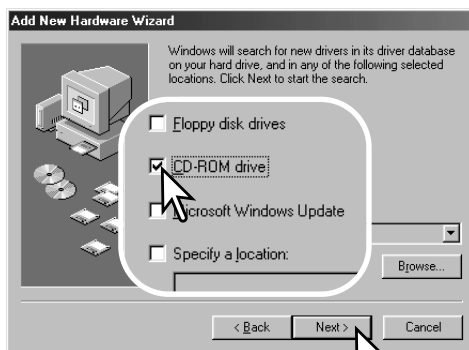 Add New Hardware Wizard
Windows will search for new drivers in its driver database
on your hard drive, and in any of the following selected
locations. Click Next to start the search.
Floppy disk drives
CD-ROM drive
Microsoft Windows Update
Specify a location:
Browse...
< Back
Next >
Cancel